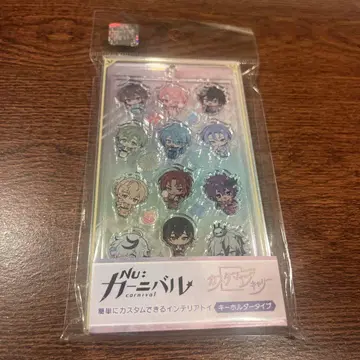 NU:
カーニバル
carnival
簡単にカスタムできるインテリアトイ
キーホルダータイプ